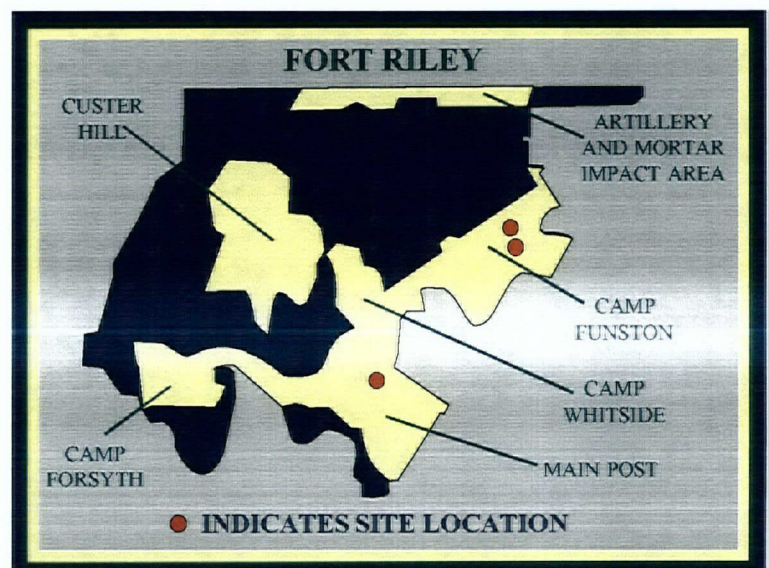 FORT RILEY
CUSTER
HILL
ARTILLERY
AND MORTAR
IMPACT AREA
CAMP
FUNSTON
CAMP
WHITSIDE
CAMP
FORSYTH
MAIN POST
INDICATES SITE LOCATION